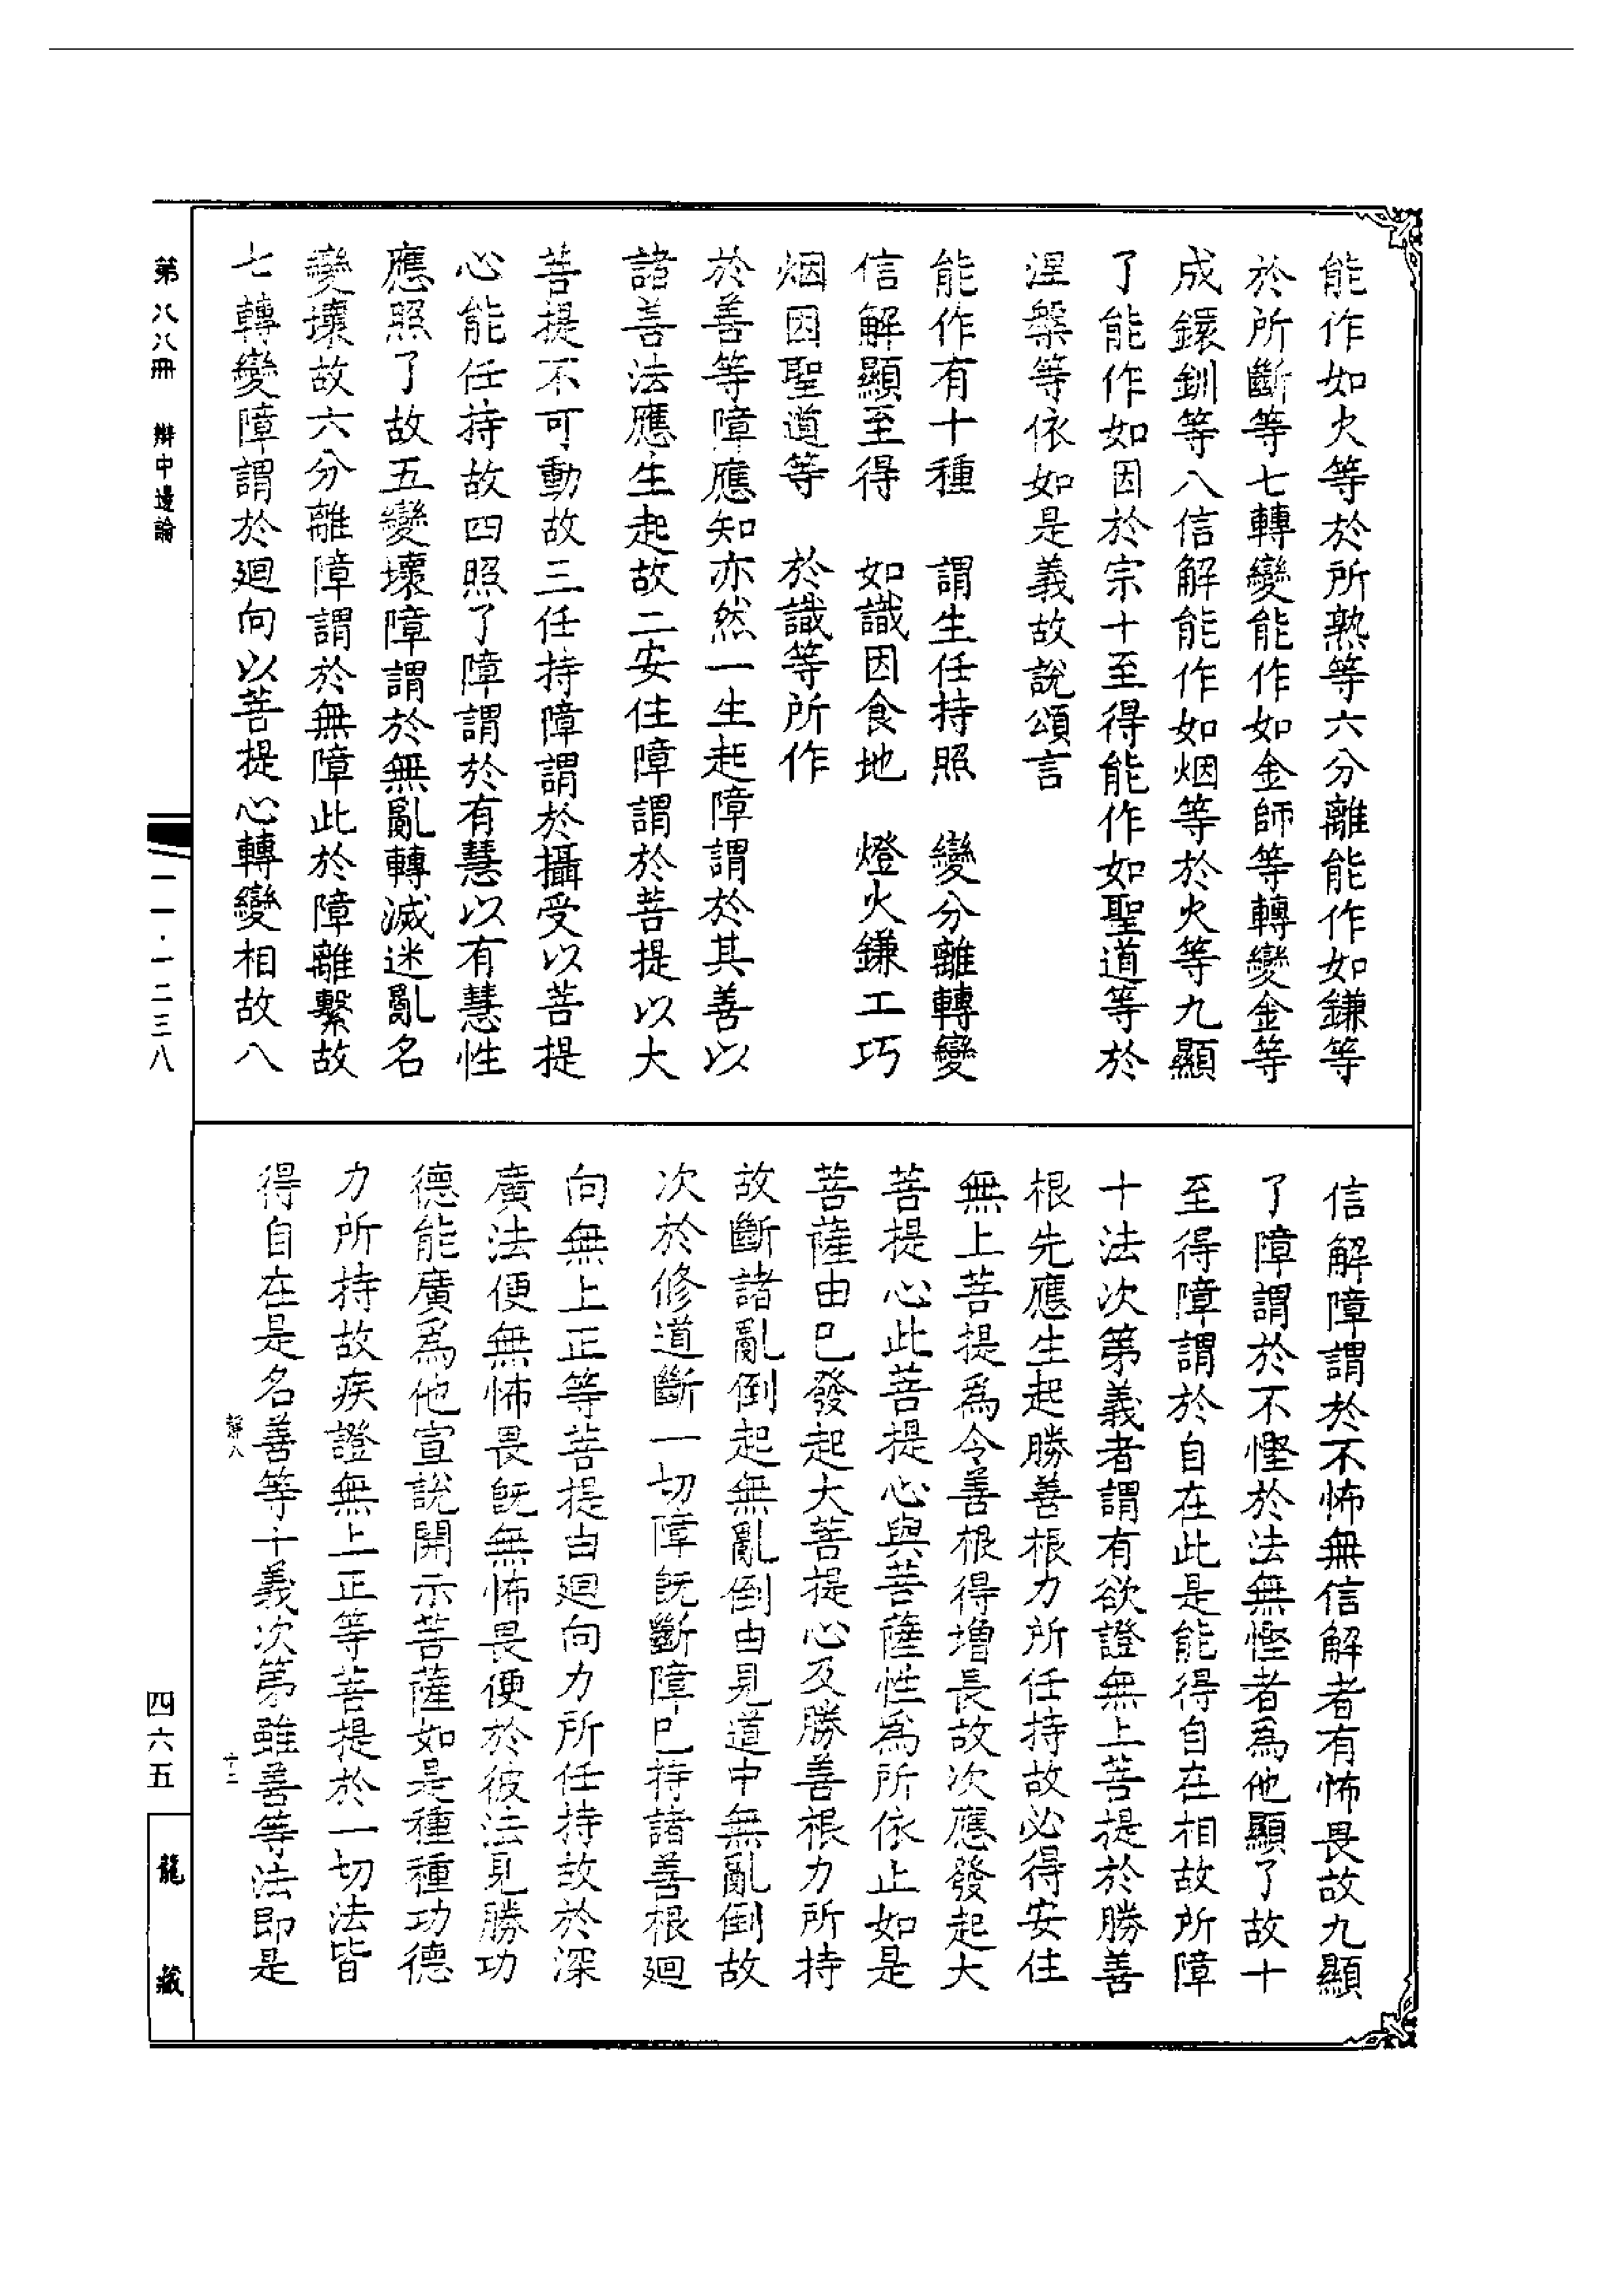 能作如火等於所熟等六分離能作如鎌等
於所斷等七轉變能作如金師等轉變金等
成鐶釧等八信解能作如烟等於火等九顯
了能作如因於宗十至得能作如聖道等於
涅槃等依如是義故說頌言
能作有十種　謂生任持照　變分離轉變
信解顯至得　如識因食地　燈火鎌工巧
烟因聖道等　於識等所作
於善等障應知亦然一生起障謂於其善以
諸善法應生起故二安住障謂於菩提以大
菩提不可動故三任持障謂於攝受以菩提
心能任持故四照了障謂於有慧以有慧性
應照了故五變壞障謂於無亂轉滅迷亂名
變壞故六分離障謂於無障此於障離繫故
七轉變障謂於迴向以菩提心轉變相故八
信解障謂於不怖無信解者有怖畏故九顯
了障謂於不慳於法無慳者為他顯了故十
至得障謂於自在此是能得自在相故所障
十法次第義者謂有欲證無上菩提於勝善
根先應生起勝善根力所任持故必得安住
無上菩提為令善根得增長故次應發起大
菩提心此菩提心與菩薩性為所依止如是
菩薩由已發起大菩提心及勝善根力所持
故斷諸亂倒起無亂倒由見道中無亂倒故
次於修道斷一切障既斷障已持諸善根迴
向無上正等菩提由迴向力所任持故於深
廣法便無怖畏既無怖畏便於彼法見勝功
德能廣為他宣說開示菩薩如是種種功德
力所持故疾證無上正等菩提於一切法皆
得自在是名善等十義次第雖善等法即是
第八八冊　辯中邊論
一一・一二三八
四六五
龍藏
靜八
十二